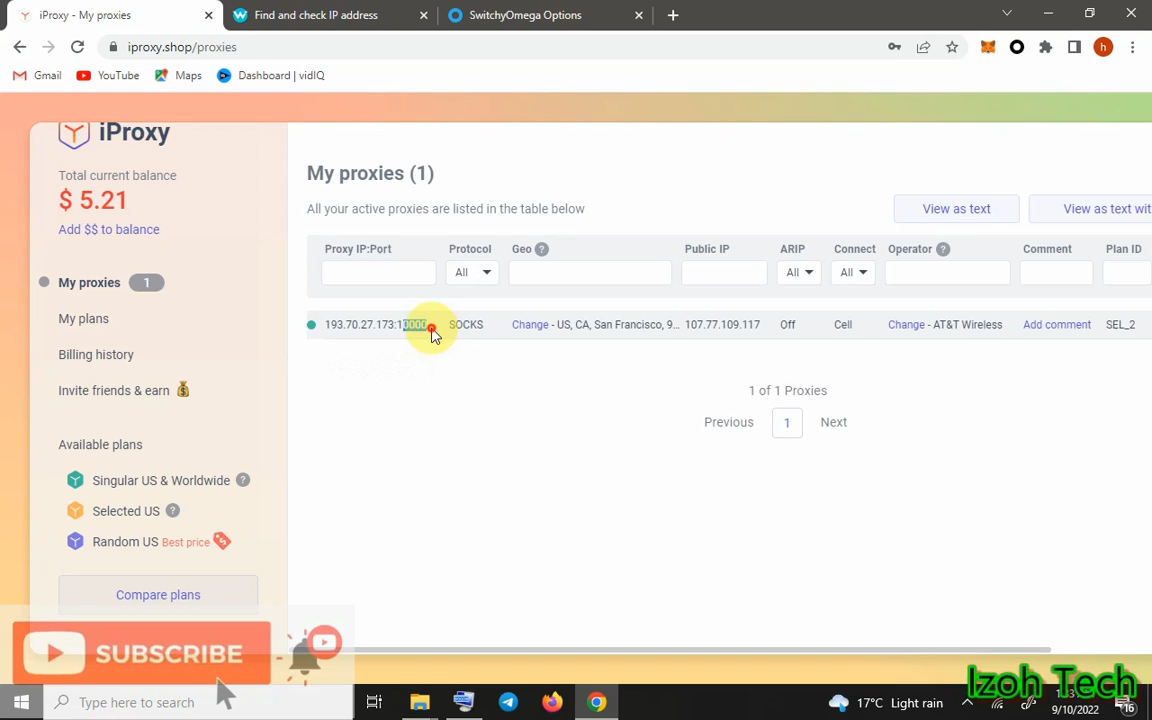 iProxy - My proxies
Find and check IP address
SwitchyOmega Options
iproxy.shop/proxies
h
Gmail
YouTube
Maps
Dashboard | vidIQ
iProxy
Total current balance
$ 5.21
Add $$ to balance
My proxies 1
My plans
Billing history
Invite friends & earn
Available plans
Singular US & Worldwide ?
Selected US ?
Random US Best price
Compare plans
My proxies (1)
All your active proxies are listed in the table below
View as text
View as text wit
Proxy IP:Port Protocol Geo ? Public IP ARIP Connect Operator ? Comment Plan ID
All All All
193.70.27.173:10000 SOCKS Change - US, CA, San Francisco, 9... 107.77.109.117 Off Cell Change - AT&T Wireless Add comment SEL_2
1 of 1 Proxies
Previous 1 Next
SUBSCRIBE
Izoh Tech
Type here to search
17°C Light rain
9/10/2022
16